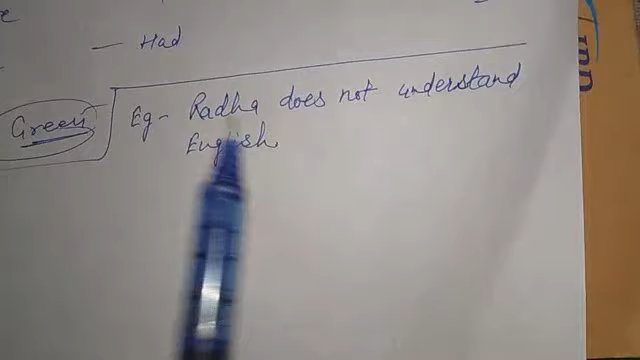 — Had
Green
Eg- Radha does not understand
English.